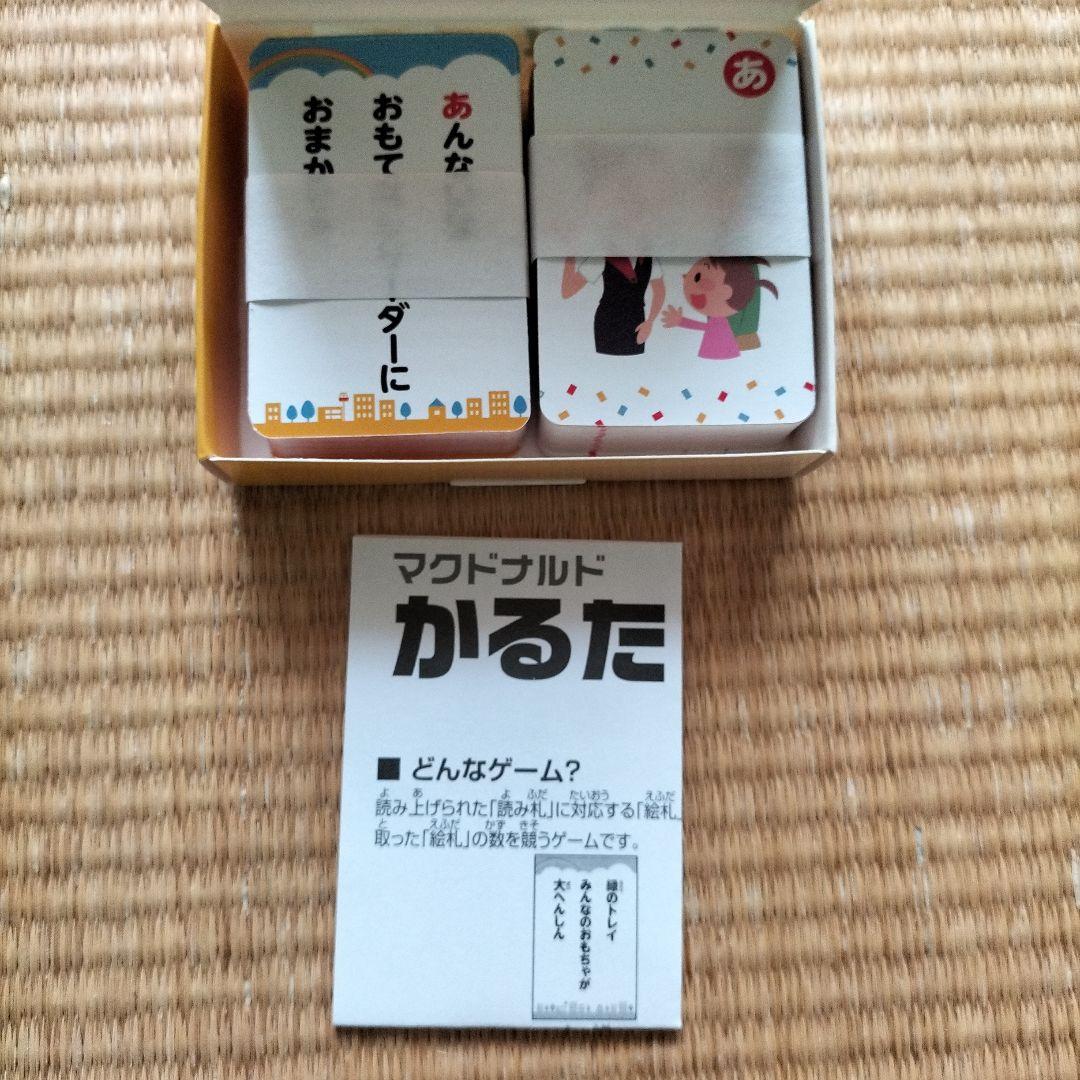 あんな
おもて
ダーに
おまか
あ
マクドナルド
かるた
■ どんなゲーム?
読み上げられた「読み札」に対応する「絵札
取った「絵札」の数を競うゲームです。
緑のトレイ
みんなのおもちゃが
大へんしん